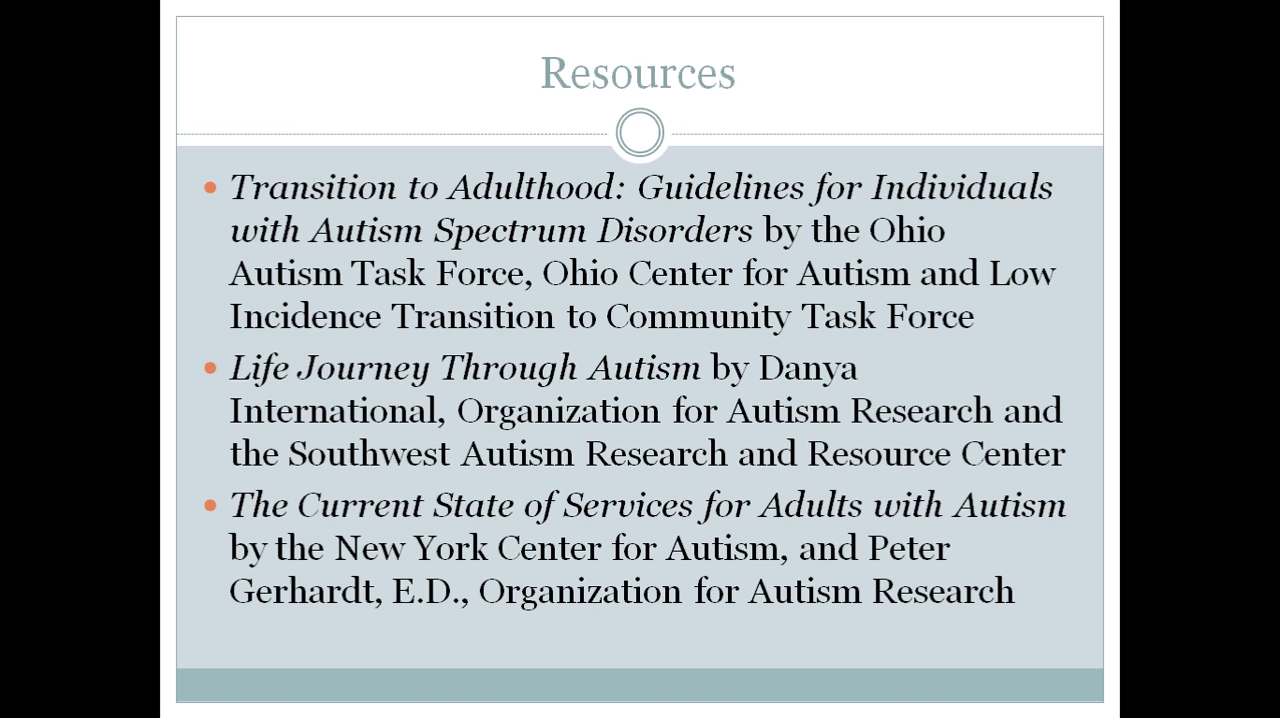 Resources
Transition to Adulthood: Guidelines for Individuals
with Autism Spectrum Disorders by the Ohio
Autism Task Force, Ohio Center for Autism and Low
Incidence Transition to Community Task Force
Life Journey Through Autism by Danya
International, Organization for Autism Research and
the Southwest Autism Research and Resource Center
The Current State of Services for Adults with Autism
by the New York Center for Autism, and Peter
Gerhardt, E.D., Organization for Autism Research